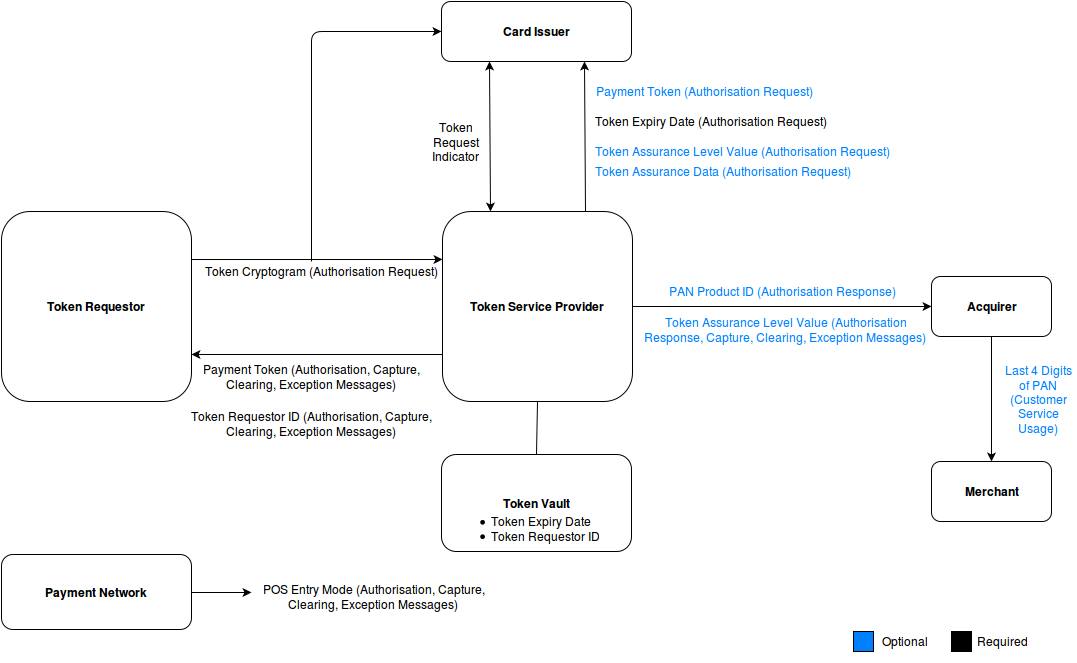 Card Issuer
Payment Token (Authorisation Request)
Token Expiry Date (Authorisation Request)
Token Assurance Level Value (Authorisation Request)
Token Assurance Data (Authorisation Request)
Token
Request
Indicator
Token Requestor
Token Cryptogram (Authorisation Request)
Token Service Provider
PAN Product ID (Authorisation Response)
Token Assurance Level Value (Authorisation
Response, Capture, Clearing, Exception Messages)
Acquirer
Payment Token (Authorisation, Capture,
Clearing, Exception Messages)
Token Requestor ID (Authorisation, Capture,
Clearing, Exception Messages)
Last 4 Digits
of PAN
(Customer
Service
Usage)
Merchant
Token Vault
• Token Expiry Date
• Token Requestor ID
Payment Network
POS Entry Mode (Authorisation, Capture,
Clearing, Exception Messages)
Optional
Required